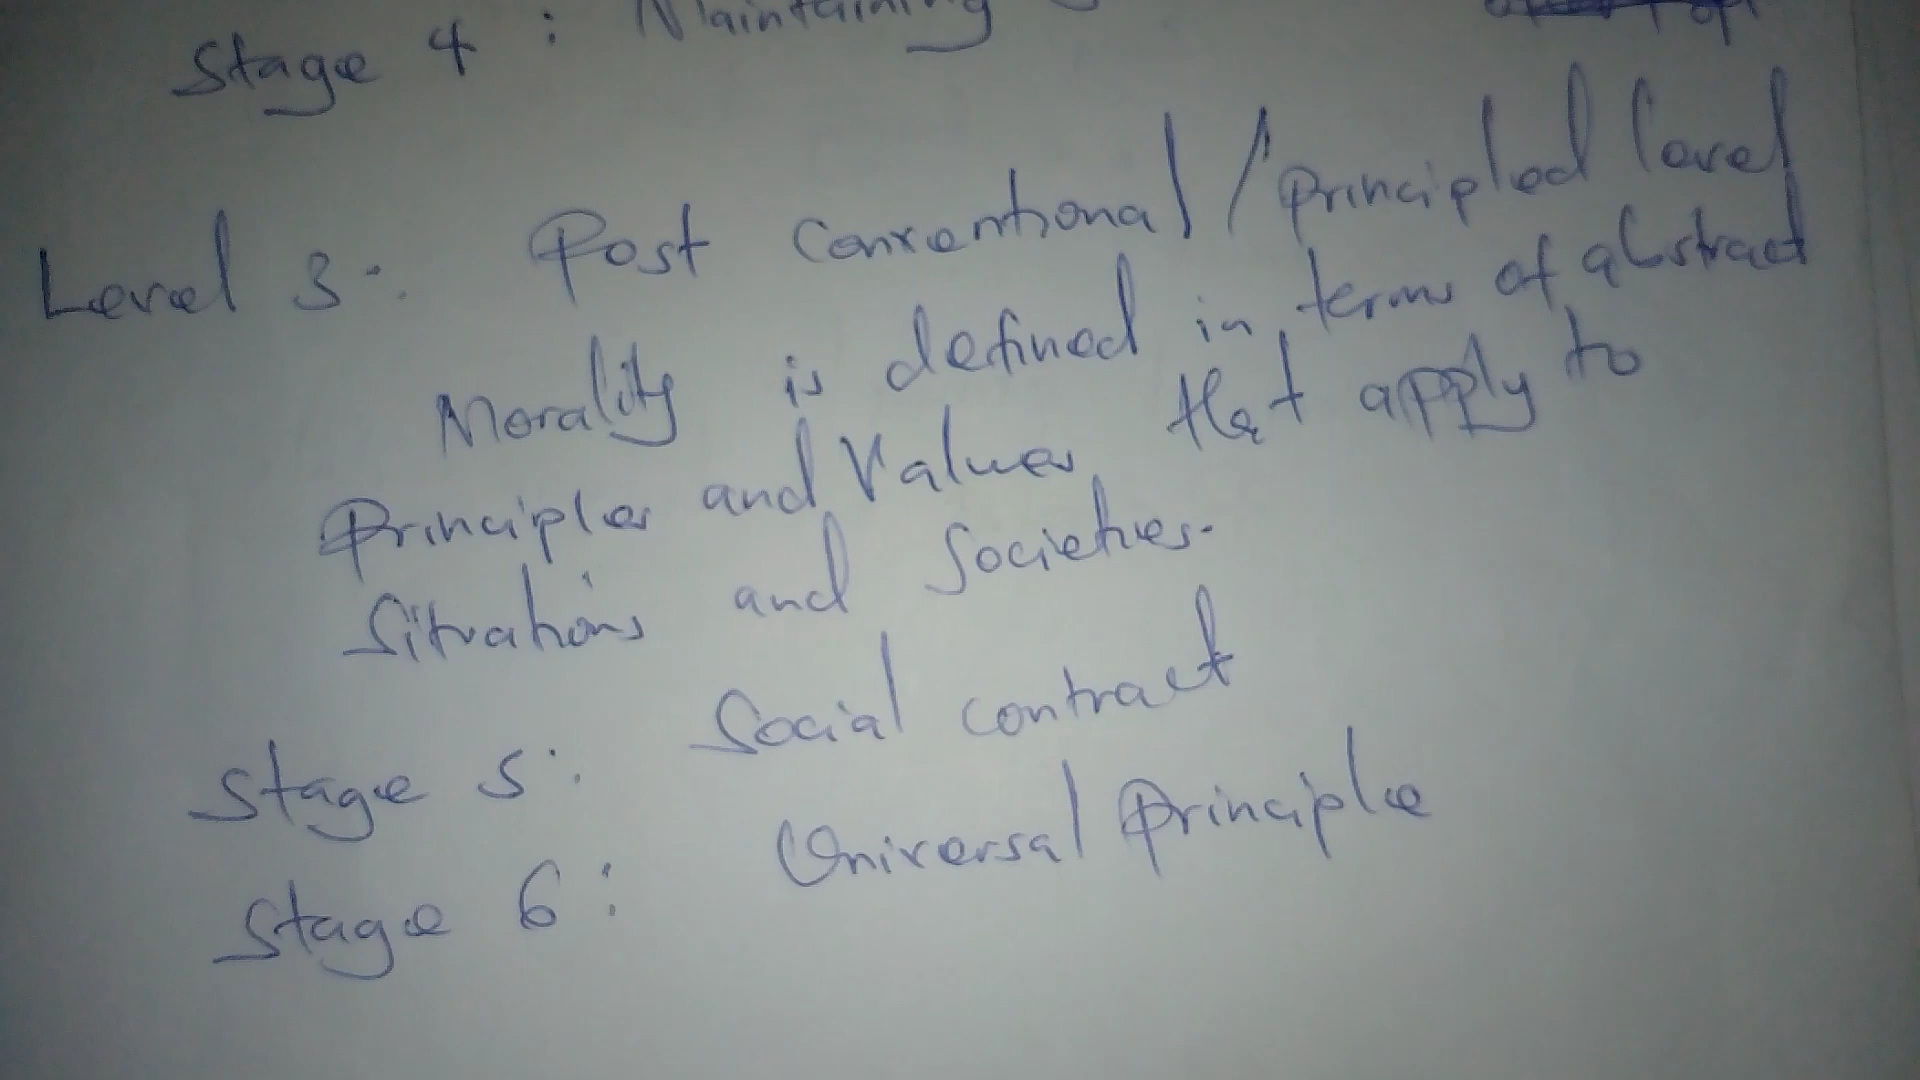 Stage 4 : Maintaining
Level 3 : Post Conventional / Principled level
Morality is defined in terms of abstract
Principles and Values that apply to
Situations and Societies.
Stage 5 : Social contract
Stage 6 : Universal Principle